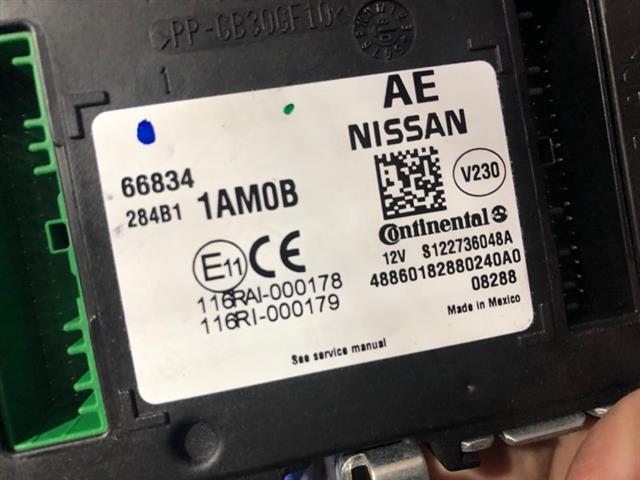 >PP-GB30GF10<
1
AE
NISSAN
66834
284B1 1AM0B
V230
Continental
12V S122736048A
48860182880240A0
08288
E11 CE
116RAI-000178
116RI-000179
Made in Mexico
See service manual